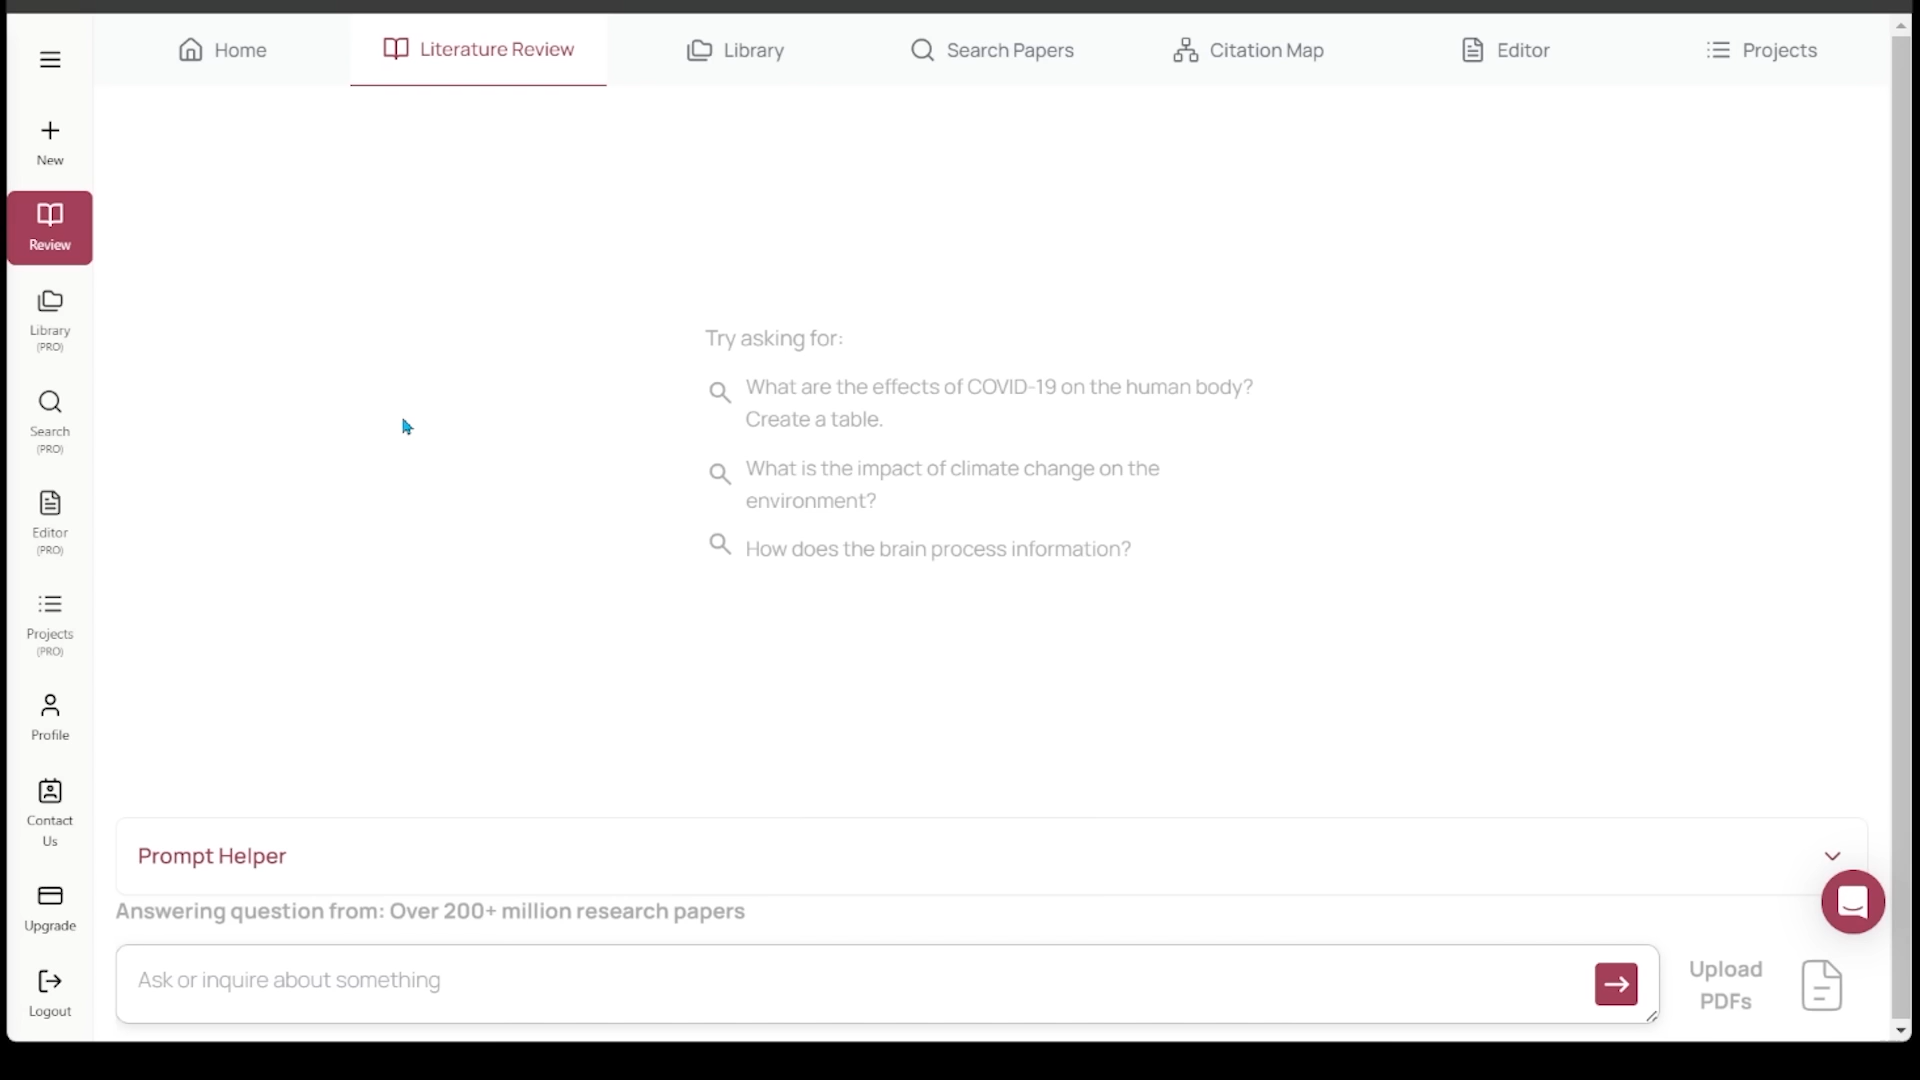 Home
Literature Review
Library
Search Papers
Citation Map
Editor
Projects
New
Review
Library
(PRO)
Search
(PRO)
Editor
(PRO)
Projects
(PRO)
Profile
Contact
Us
Upgrade
Logout
Try asking for:
What are the effects of COVID-19 on the human body?
Create a table.
What is the impact of climate change on the
environment?
How does the brain process information?
Prompt Helper
Answering question from: Over 200+ million research papers
Ask or inquire about something
Upload
PDFs